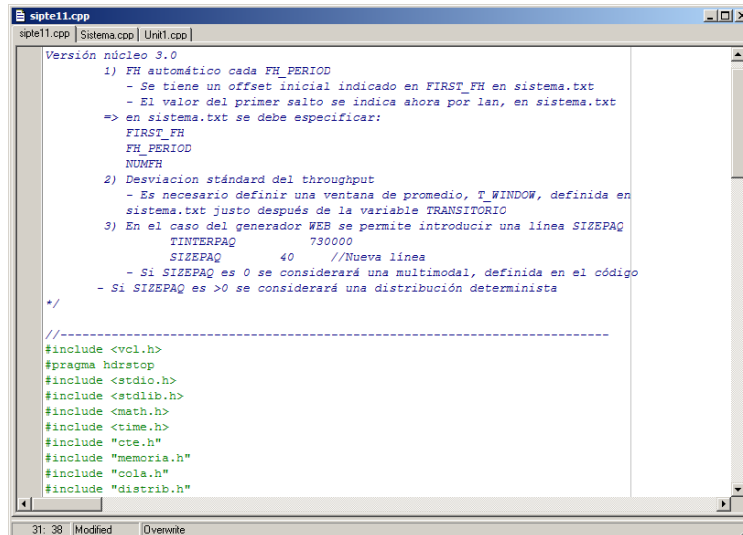 sipte11.cpp
sipte11.cpp Sistema.cpp Unit1.cpp
Versión núcleo 3.0
1) FH automático cada FH_PERIOD
- Se tiene un offset inicial indicado en FIRST_FH en sistema.txt
- El valor del primer salto se indica ahora por lan, en sistema.txt
=> en sistema.txt se debe especificar:
FIRST_FH
FH_PERIOD
NUMFH
2) Desviacion stándard del throughput
- Es necesario definir una ventana de promedio, T_WINDOW, definida en
sistema.txt justo después de la variable TRANSITORIO
3) En el caso del generador WEB se permite introducir una línea SIZEPAQ
TINTERPAQ 730000
SIZEPAQ 40 //Nueva línea
- Si SIZEPAQ es 0 se considerará una multimodal, definida en el código
- Si SIZEPAQ es >0 se considerará una distribución determinista
*/
//---------------------------------------------------------------------------
#include <vcl.h>
#pragma hdrstop
#include <stdio.h>
#include <stdlib.h>
#include <math.h>
#include <time.h>
#include "cte.h"
#include "memoria.h"
#include "cola.h"
#include "distrib.h"
31: 38 Modified Overwrite